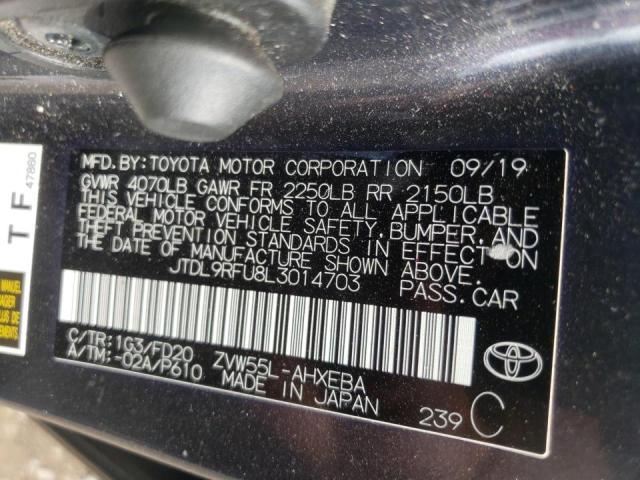 MFD.BY:TOYOTA MOTOR CORPORATION 09/19
GVWR 4070LB GAWR FR 2250LB RR 2150LB
THIS VEHICLE CONFORMS TO ALL APPLICABLE
FEDERAL MOTOR VEHICLE SAFETY,BUMPER,AND
THEFT PREVENTION STANDARDS IN EFFECT ON
THE DATE OF MANUFACTURE SHOWN ABOVE.
JTDL9RFU8L3014703 PASS.CAR
C/TR:1G3/FD20 ZVW55L-AHXEBA
A/TM:-02A/P610 MADE IN JAPAN
239 C
TF
47860